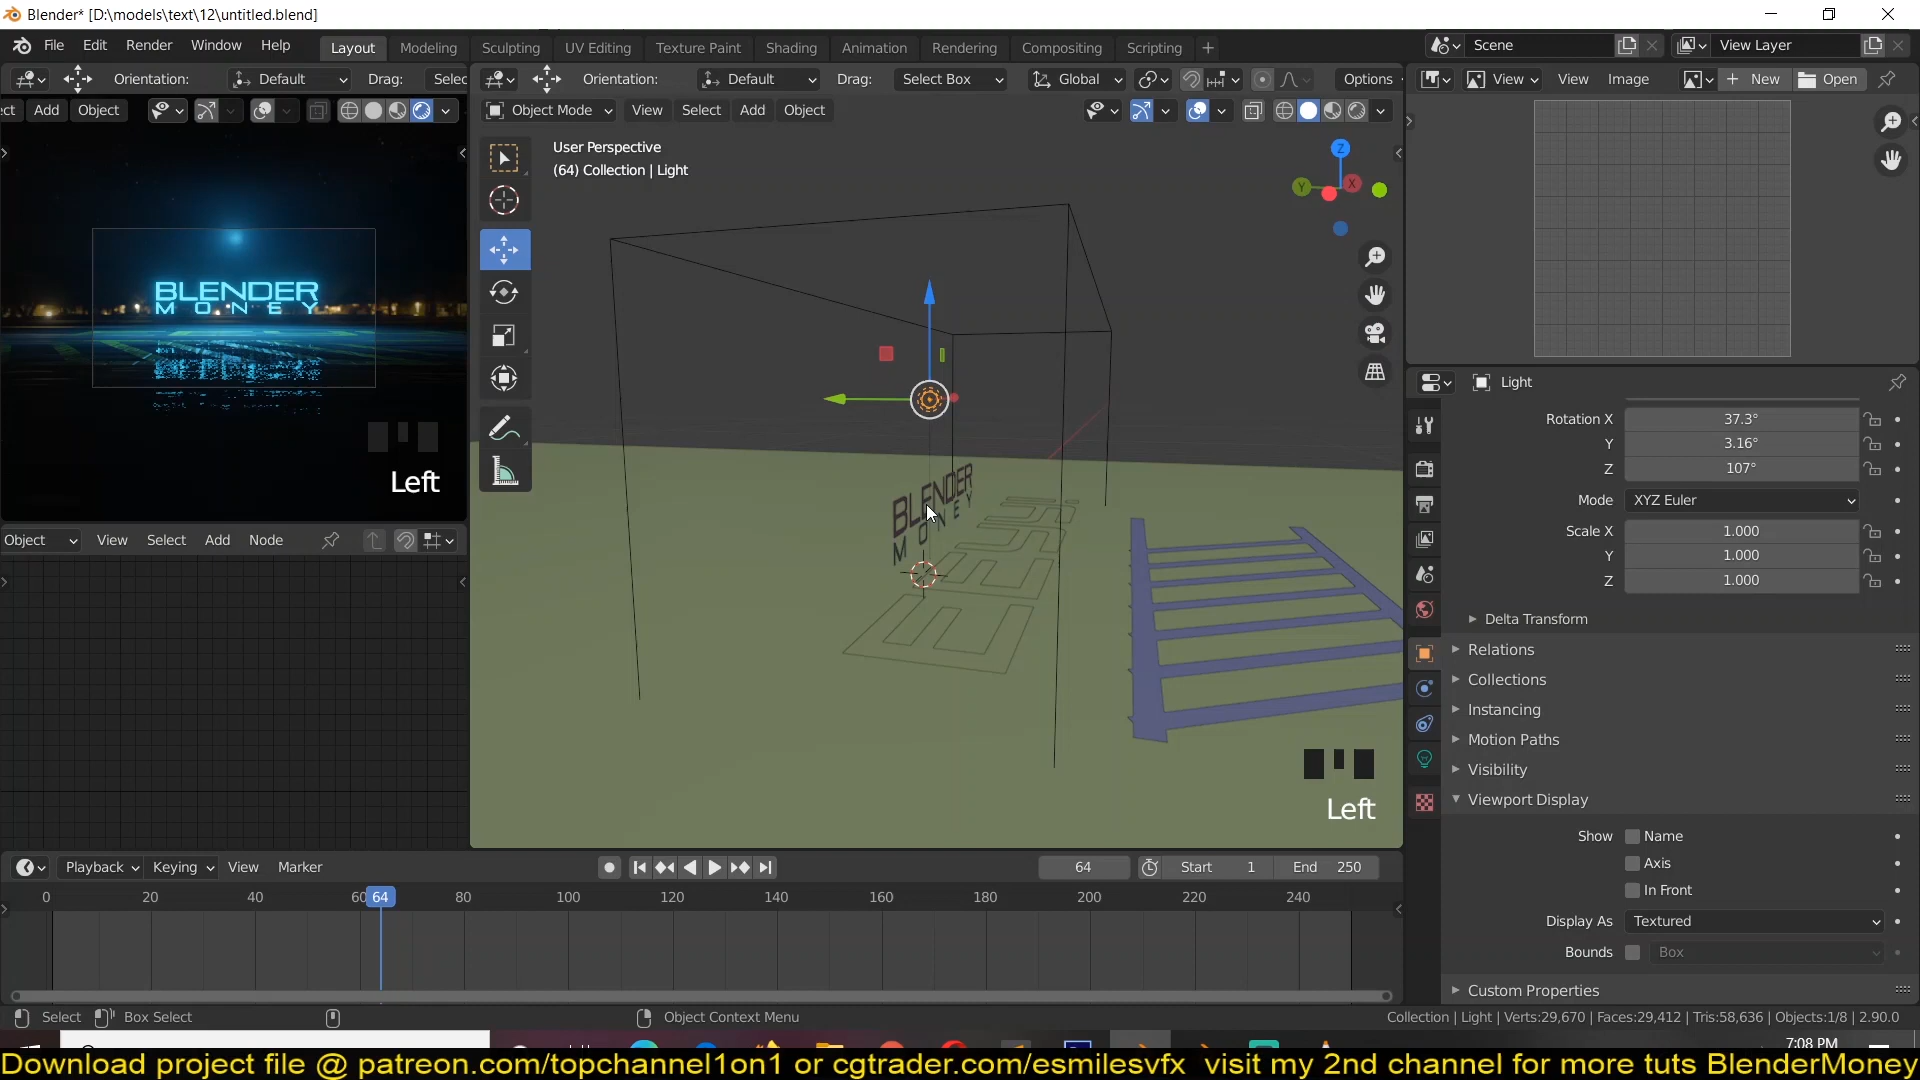 Blender* [D:\models\text\12\untitled.blend]
File Edit Render Window Help Layout Modeling Sculpting UV Editing Texture Paint Shading Animation Rendering Compositing Scripting + Scene View Layer
Orientation: Default Drag: Selec Orientation: Default Drag: Select Box Global Options View View Image + New Open
ct Add Object Object Mode View Select Add Object
User Perspective
(64) Collection | Light
Z
Y X
BLENDER
MONEY
Left
BLENDER
MONEY
Left
Light
Rotation X 37.3°
Y 3.16°
Z 107°
Mode XYZ Euler
Scale X 1.000
Y 1.000
Z 1.000
Delta Transform
Relations
Collections
Instancing
Motion Paths
Visibility
Viewport Display
Show Name
Axis
In Front
Display As Textured
Bounds Box
Custom Properties
Object View Select Add Node
Playback Keying View Marker 64 Start 1 End 250
0 20 40 60 64 80 100 120 140 160 180 200 220 240
Select Box Select Object Context Menu Collection | Light | Verts:29,670 | Faces:29,412 | Tris:58,636 | Objects:1/8 | 2.90.0
7:08 PM
Download project file @ patreon.com/topchannel1on1 or cgtrader.com/esmilesvfx visit my 2nd channel for more tuts BlenderMoney